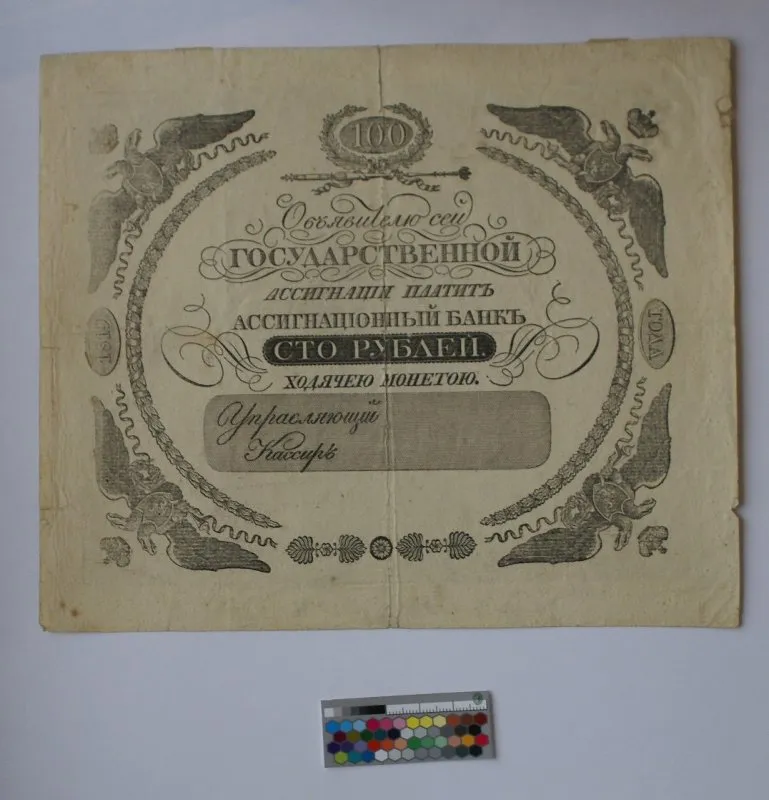 100
Объявителю сей
ГОСУДАРСТВЕННОЙ
АССИГНАЦІИ ПЛАТИТЪ
АССИГНАЦІОННЫЙ БАНКЪ
СТО РУБЛЕЙ.
ХОДЯЧЕЮ МОНЕТОЮ.
ГОДА
Управляющій
Кассиръ